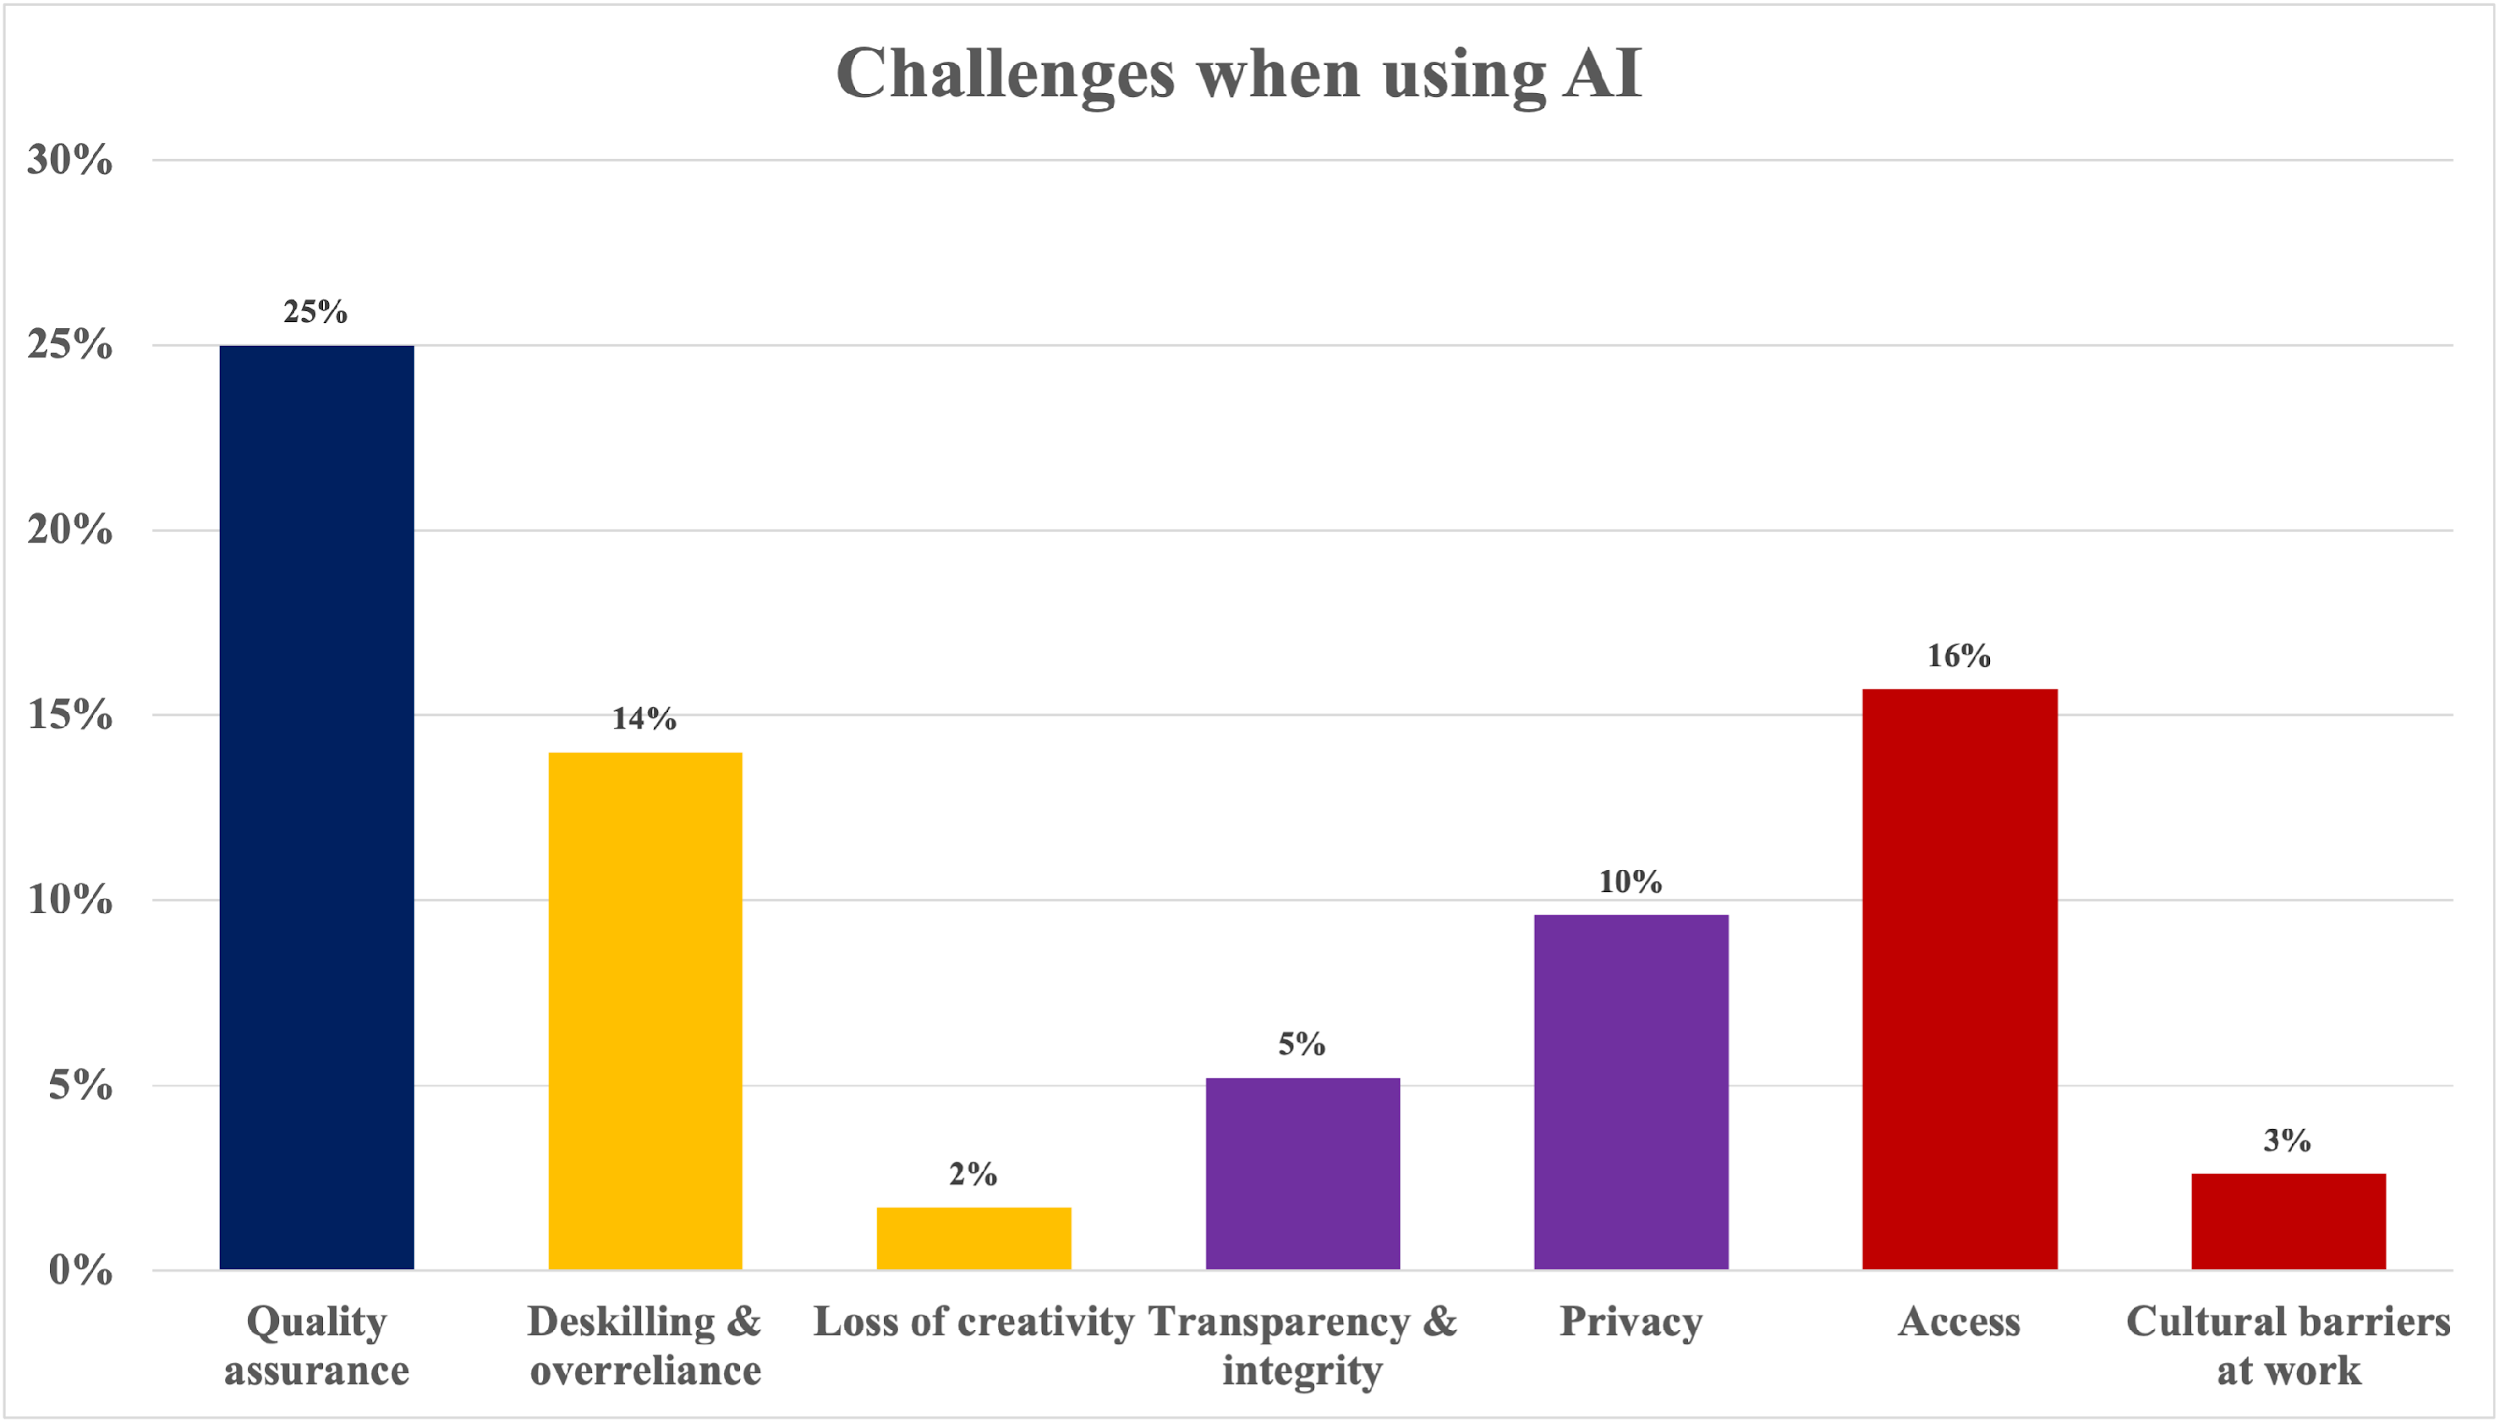 Challenges when using AI
30%
25%
20%
15%
10%
5%
0%
25%
14%
2%
5%
10%
16%
3%
Quality
assurance
Deskilling &
overreliance
Loss of creativity
Transparency &
integrity
Privacy
Access
Cultural barriers
at work